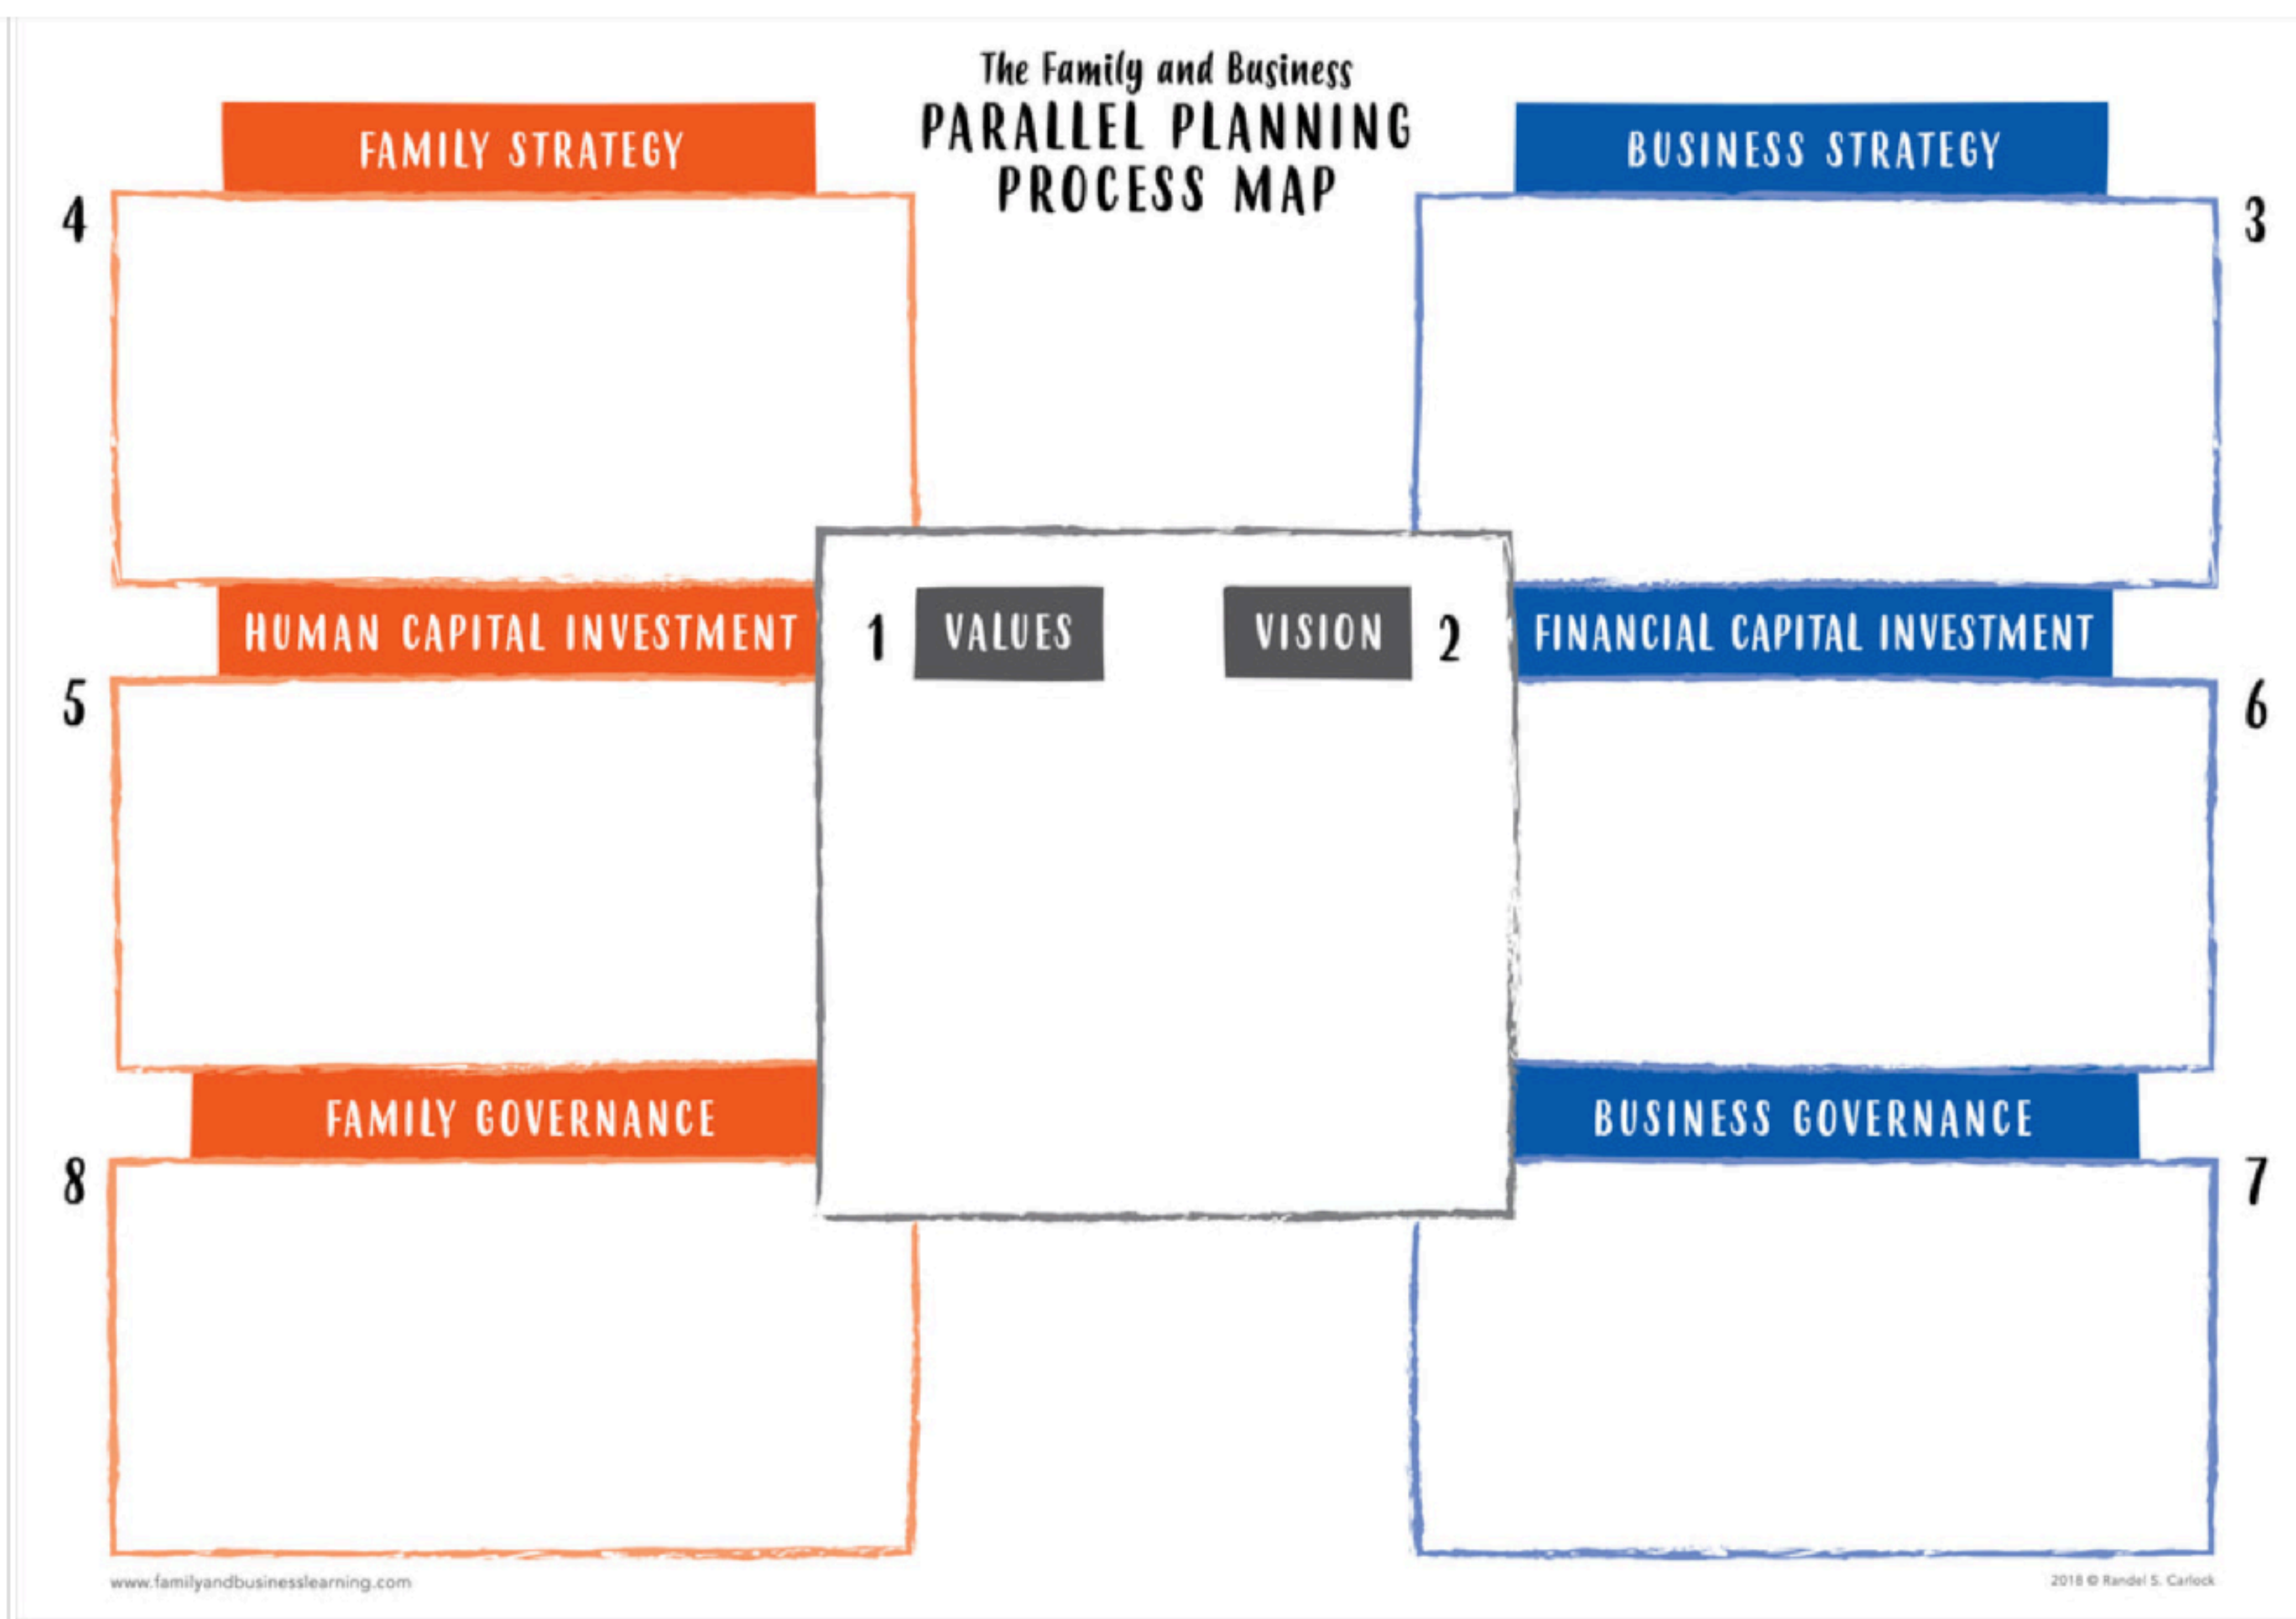 The Family and Business
PARALLEL PLANNING
PROCESS MAP
FAMILY STRATEGY
4
BUSINESS STRATEGY
3
1 VALUES
VISION 2
HUMAN CAPITAL INVESTMENT
5
FINANCIAL CAPITAL INVESTMENT
6
FAMILY GOVERNANCE
8
BUSINESS GOVERNANCE
7
www.familyandbusinesslearning.com
2018 © Randel S. Carlock